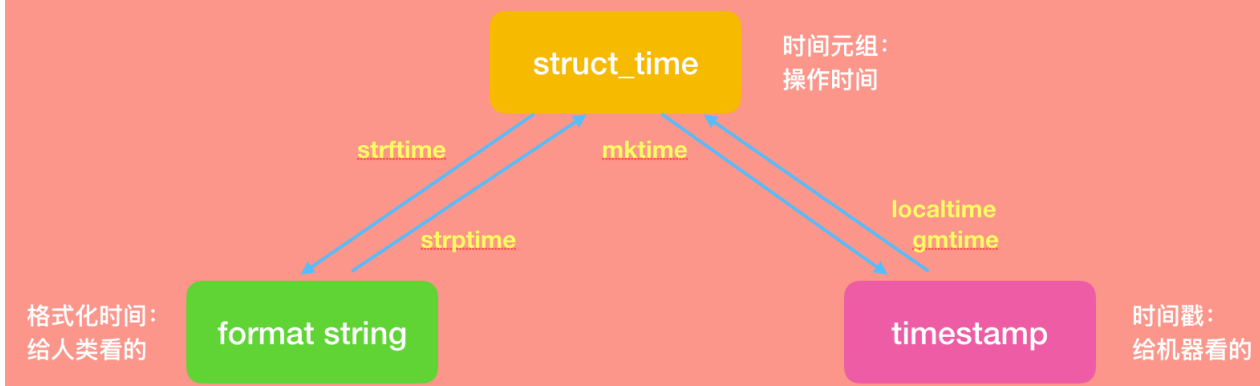 struct_time
时间元组：
操作时间
strftime
mktime
localtime
strptime
gmtime
格式化时间：
给人类看的
format string
timestamp
时间戳：
给机器看的